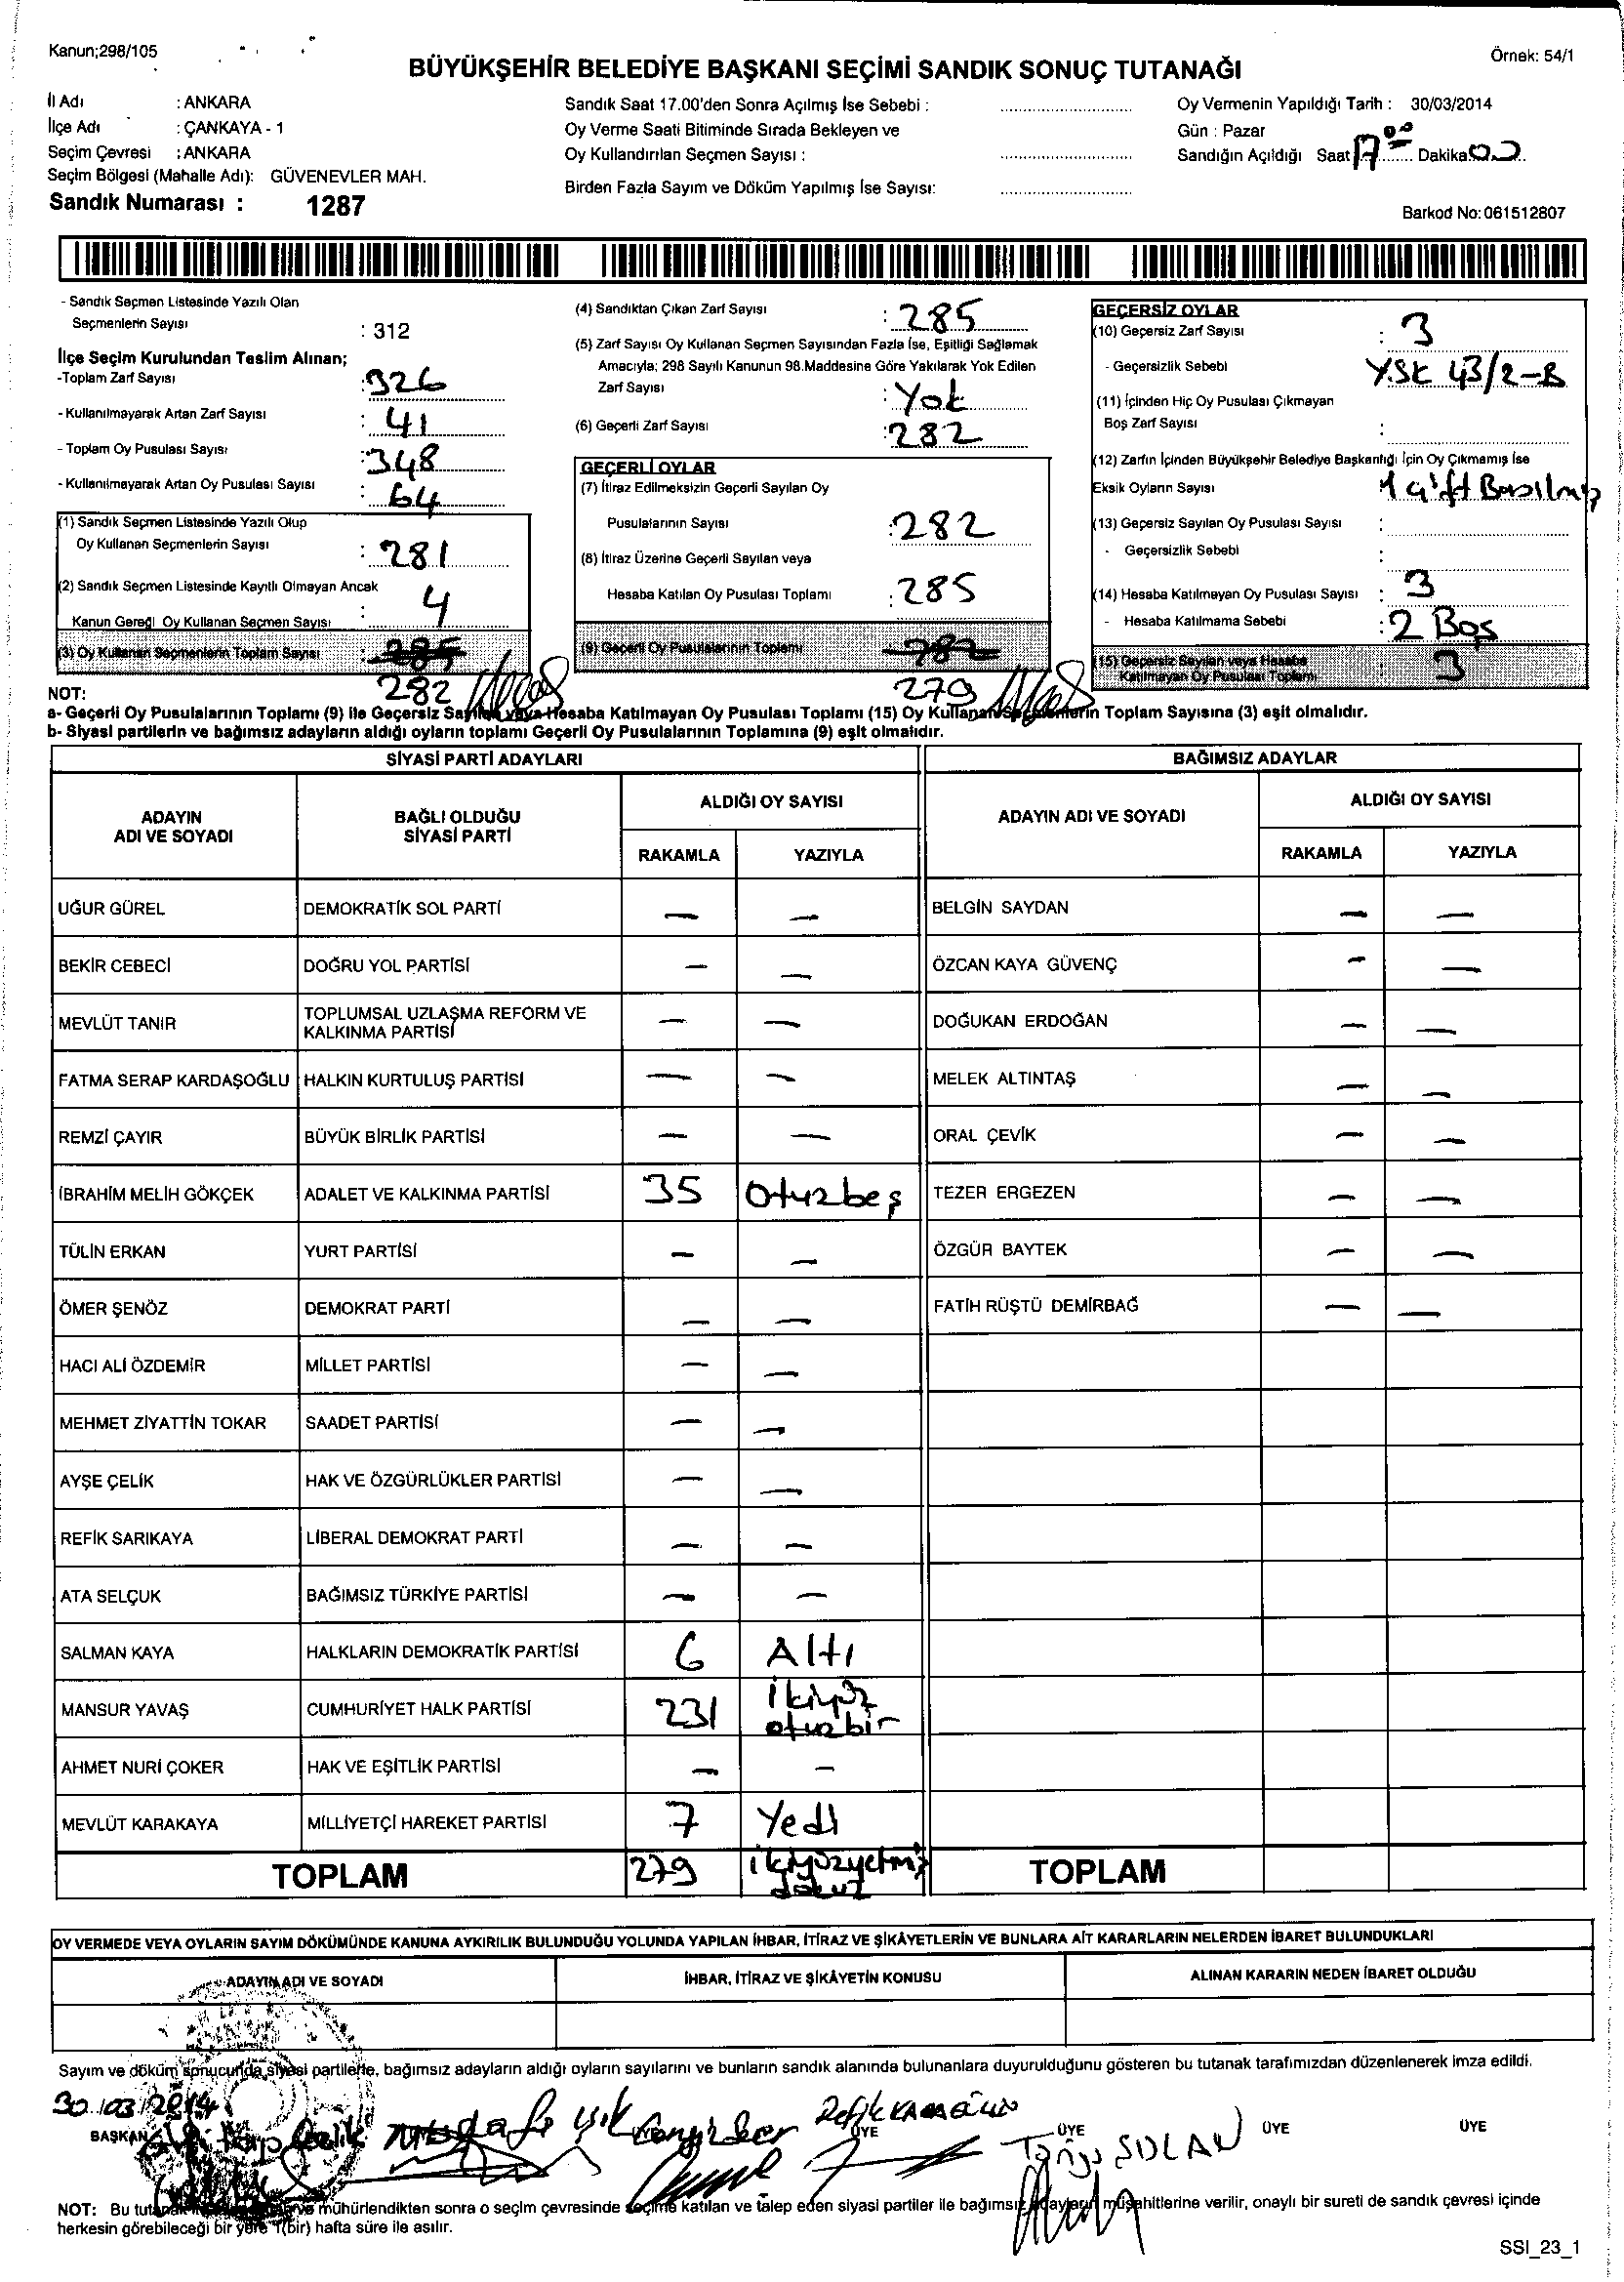 Kanun;298/105
Örnek: 54/1
BÜYÜKŞEHİR BELEDİYE BAŞKANI SEÇİMİ SANDIK SONUÇ TUTANAĞI
İl Adı : ANKARA
İlçe Adı : ÇANKAYA - 1
Seçim Çevresi : ANKARA
Seçim Bölgesi (Mahalle Adı): GÜVENEVLER MAH.
Sandık Numarası : 1287
Sandık Saat 17.00'den Sonra Açılmış İse Sebebi :
Oy Verme Saati Bitiminde Sırada Bekleyen ve
Oy Kullandırılan Seçmen Sayısı :
Birden Fazla Sayım ve Döküm Yapılmış İse Sayısı:
Oy Vermenin Yapıldığı Tarih : 30/03/2014
Gün : Pazar
Sandığın Açıldığı Saat 17 00 Dakika 00
Barkod No: 061512807
- Sandık Seçmen Listesinde Yazılı Olan
Seçmenlerin Sayısı : 312
İlçe Seçim Kurulundan Teslim Alınan;
-Toplam Zarf Sayısı : 326
- Kullanılmayarak Artan Zarf Sayısı : 41
- Toplam Oy Pusulası Sayısı : 348
- Kullanılmayarak Artan Oy Pusulası Sayısı : 64
(1) Sandık Seçmen Listesinde Yazılı Olup
Oy Kullanan Seçmenlerin Sayısı : 281
(2) Sandık Seçmen Listesinde Kayıtlı Olmayan Ancak
Kanun Gereği Oy Kullanan Seçmen Sayısı : 4
(3) Oy Kullanan Seçmenlerin Toplam Sayısı : 285
282
(4) Sandıktan Çıkan Zarf Sayısı : 285
(5) Zarf Sayısı Oy Kullanan Seçmen Sayısından Fazla İse, Eşitliği Sağlamak
Amacıyla; 298 Sayılı Kanunun 98.Maddesine Göre Yakılarak Yok Edilen
Zarf Sayısı : Yok
(6) Geçerli Zarf Sayısı : 282
GEÇERLİ OYLAR
(7) İtiraz Edilmeksizin Geçerli Sayılan Oy
Pusulalarının Sayısı : 282
(8) İtiraz Üzerine Geçerli Sayılan veya
Hesaba Katılan Oy Pusulası Toplamı : 285
(9) Geçerli Oy Pusulalarının Toplamı 282
279
GEÇERSİZ OYLAR
(10) Geçersiz Zarf Sayısı : 3
- Geçersizlik Sebebi YSK 43/2-B
(11) İçinden Hiç Oy Pusulası Çıkmayan
Boş Zarf Sayısı :
(12) Zarfın İçinden Büyükşehir Belediye Başkanlığı İçin Oy Çıkmamış İse
Eksik Oyların Sayısı 1 çift Basılmış
(13) Geçersiz Sayılan Oy Pusulası Sayısı :
- Geçersizlik Sebebi :
(14) Hesaba Katılmayan Oy Pusulası Sayısı : 3
- Hesaba Katılmama Sebebi : 2 Boş
(15) Geçersiz Sayılan veya Hesaba
Katılmayan Oy Pusulası Toplamı : 3
NOT:
a- Geçerli Oy Pusulalarının Toplamı (9) ile Geçersiz Sayılan veya Hesaba Katılmayan Oy Pusulası Toplamı (15) Oy Kullanan Seçmenlerin Toplam Sayısına (3) eşit olmalıdır.
b- Siyasi partilerin ve bağımsız adayların aldığı oyların toplamı Geçerli Oy Pusulalarının Toplamına (9) eşit olmalıdır.
SİYASİ PARTİ ADAYLARI
ADAYIN ADI VE SOYADI
BAĞLI OLDUĞU SİYASİ PARTİ
ALDIĞI OY SAYISI
RAKAMLA YAZIYLA
BAĞIMSIZ ADAYLAR
ADAYIN ADI VE SOYADI
ALDIĞI OY SAYISI
RAKAMLA YAZIYLA
UĞUR GÜREL DEMOKRATİK SOL PARTİ — — BELGİN SAYDAN — —
BEKİR CEBECİ DOĞRU YOL PARTİSİ — — ÖZCAN KAYA GÜVENÇ — —
MEVLÜT TANIR TOPLUMSAL UZLAŞMA REFORM VE KALKINMA PARTİSİ — — DOĞUKAN ERDOĞAN — —
FATMA SERAP KARDAŞOĞLU HALKIN KURTULUŞ PARTİSİ — — MELEK ALTINTAŞ — —
REMZİ ÇAYIR BÜYÜK BİRLİK PARTİSİ — — ORAL ÇEVİK — —
İBRAHİM MELİH GÖKÇEK ADALET VE KALKINMA PARTİSİ 35 Otuzbeş TEZER ERGEZEN — —
TÜLİN ERKAN YURT PARTİSİ — — ÖZGÜR BAYTEK — —
ÖMER ŞENÖZ DEMOKRAT PARTİ — — FATİH RÜŞTÜ DEMİRBAĞ — —
HACI ALİ ÖZDEMİR MİLLET PARTİSİ — —
MEHMET ZİYATTİN TOKAR SAADET PARTİSİ — —
AYŞE ÇELİK HAK VE ÖZGÜRLÜKLER PARTİSİ — —
REFİK SARIKAYA LİBERAL DEMOKRAT PARTİ — —
ATA SELÇUK BAĞIMSIZ TÜRKİYE PARTİSİ — —
SALMAN KAYA HALKLARIN DEMOKRATİK PARTİSİ 6 Altı
MANSUR YAVAŞ CUMHURİYET HALK PARTİSİ 231 İkiyüz otuzbir
AHMET NURİ ÇOKER HAK VE EŞİTLİK PARTİSİ — —
MEVLÜT KARAKAYA MİLLİYETÇİ HAREKET PARTİSİ 7 Yedi
TOPLAM 279 ikiyüzyetmiş dokuz TOPLAM
OY VERMEDE VEYA OYLARIN SAYIM DÖKÜMÜNDE KANUNA AYKIRILIK BULUNDUĞU YOLUNDA YAPILAN İHBAR, İTİRAZ VE ŞİKÂYETLERİN VE BUNLARA AİT KARARLARIN NELERDEN İBARET BULUNDUKLARI
ADAYIN ADI VE SOYADI İHBAR, İTİRAZ VE ŞİKÂYETİN KONUSU ALINAN KARARIN NEDEN İBARET OLDUĞU
Sayım ve döküm sonucunda siyasi partilerle, bağımsız adayların aldığı oyların sayılarını ve bunların sandık alanında bulunanlara duyurulduğunu gösteren bu tutanak tarafımızdan düzenlenerek imza edildi.
30/03/2014
BAŞKAN ÜYE ÜYE ÜYE ÜYE
NOT: Bu tutanak ve mühürlendikten sonra o seçim çevresinde seçime katılan ve talep eden siyasi partiler ile bağımsız adayların müşahitlerine verilir, onaylı bir sureti de sandık çevresi içinde
herkesin görebileceği bir yere 1(bir) hafta süre ile asılır.
SSI_23_1